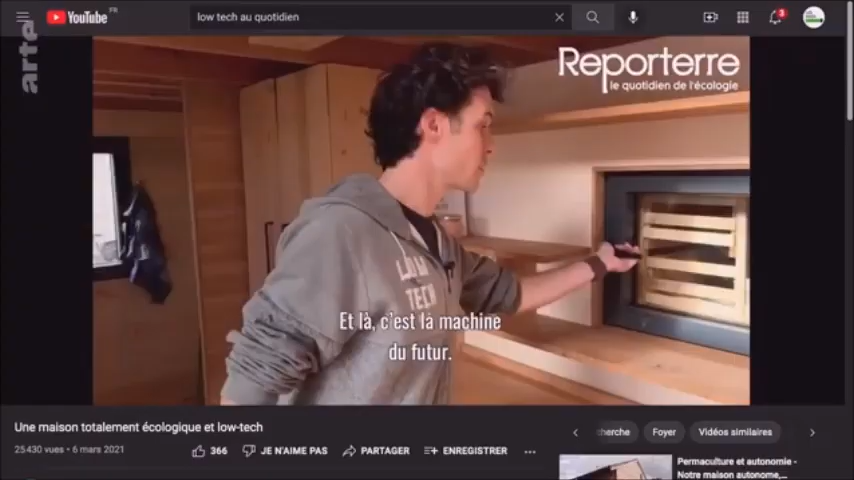 YouTube FR
low tech au quotidien
3
arte
Reporterre
le quotidien de l'écologie
LOW
TECH
Et là, c'est la machine
du futur.
Une maison totalement écologique et low-tech
25 430 vues • 6 mars 2021
366
JE N'AIME PAS
PARTAGER
ENREGISTRER
cherche
Foyer
Vidéos similaires
Permaculture et autonomie -
Notre maison autonome,...